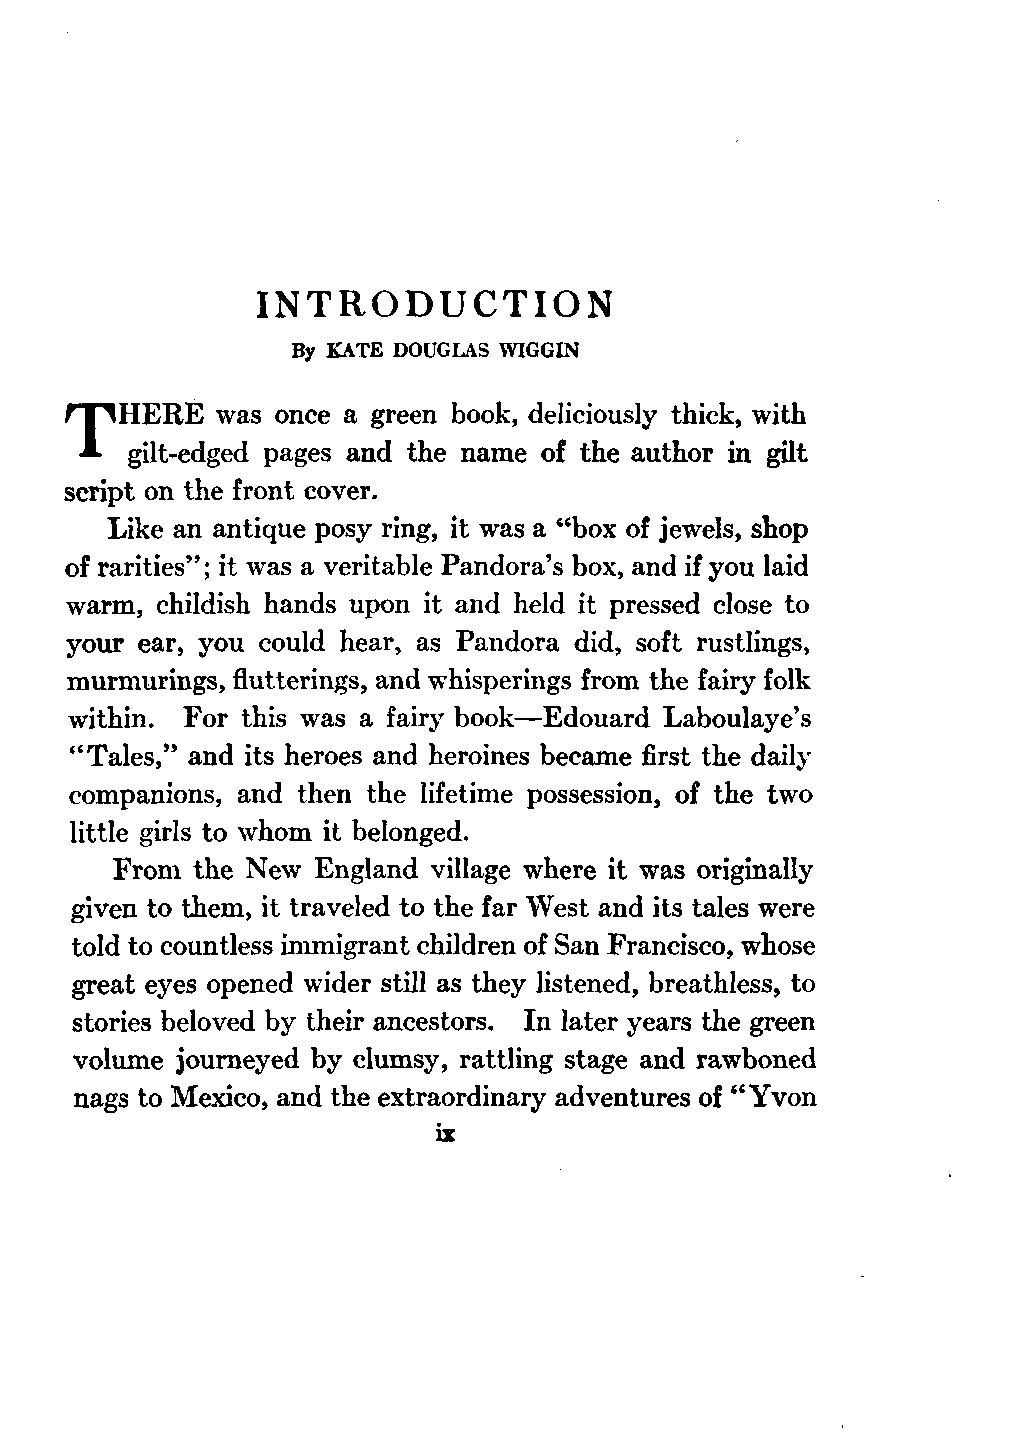 INTRODUCTION
By KATE DOUGLAS WIGGIN
THERE was once a green book, deliciously thick, with
gilt-edged pages and the name of the author in gilt
script on the front cover.
Like an antique posy ring, it was a “box of jewels, shop
of rarities”; it was a veritable Pandora's box, and if you laid
warm, childish hands upon it and held it pressed close to
your ear, you could hear, as Pandora did, soft rustlings,
murmurings, flutterings, and whisperings from the fairy folk
within. For this was a fairy book—Edouard Laboulaye's
“Tales,” and its heroes and heroines became first the daily
companions, and then the lifetime possession, of the two
little girls to whom it belonged.
From the New England village where it was originally
given to them, it traveled to the far West and its tales were
told to countless immigrant children of San Francisco, whose
great eyes opened wider still as they listened, breathless, to
stories beloved by their ancestors. In later years the green
volume journeyed by clumsy, rattling stage and rawboned
nags to Mexico, and the extraordinary adventures of “Yvon
ix